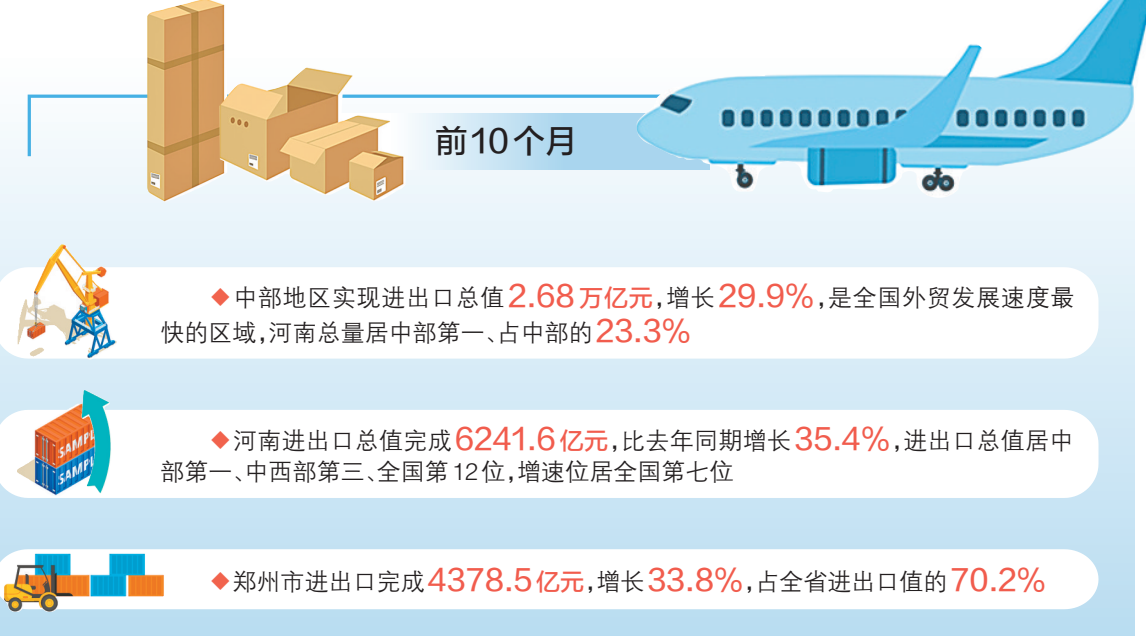 前10个月
◆中部地区实现进出口总值2.68万亿元,增长29.9%,是全国外贸发展速度最
快的区域,河南总量居中部第一、占中部的23.3%
SAMPL
SAMPL
◆河南进出口总值完成6241.6亿元,比去年同期增长35.4%,进出口总值居中
部第一、中西部第三、全国第12位,增速位居全国第七位
◆郑州市进出口完成4378.5亿元,增长33.8%,占全省进出口值的70.2%